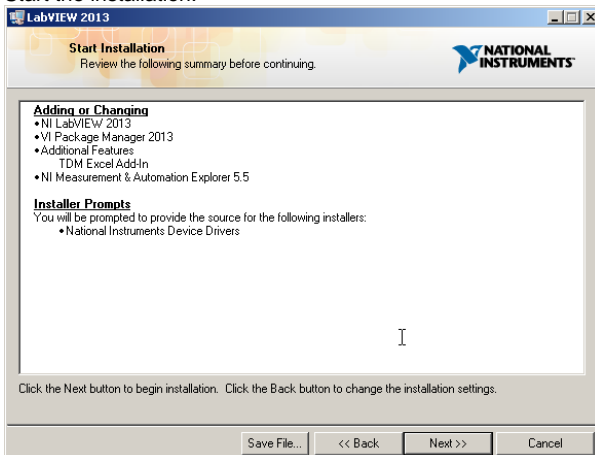 Start the installation.
LabVIEW 2013
Start Installation
Review the following summary before continuing.
NATIONAL
INSTRUMENTS™
Adding or Changing
•NI LabVIEW 2013
•VI Package Manager 2013
•Additional Features
TDM Excel Add-In
•NI Measurement & Automation Explorer 5.5
Installer Prompts
You will be prompted to provide the source for the following installers:
•National Instruments Device Drivers
Click the Next button to begin installation. Click the Back button to change the installation settings.
Save File... << Back Next >> Cancel